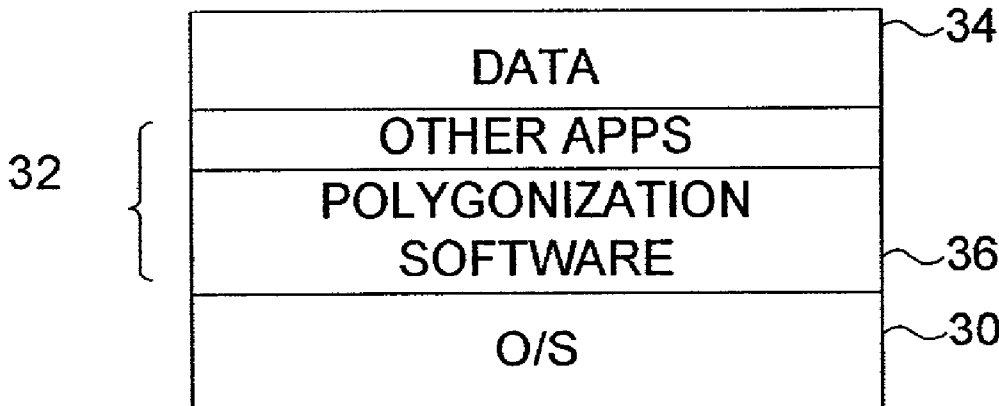 34
DATA
OTHER APPS
32
POLYGONIZATION
SOFTWARE
36
O/S
30